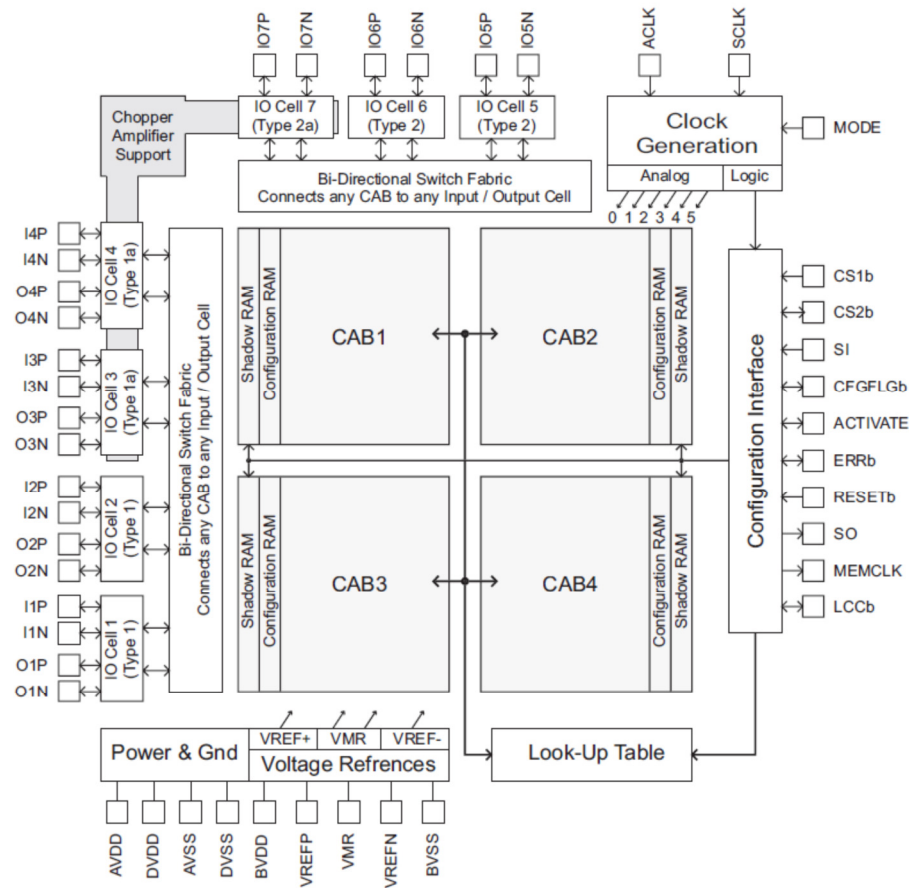 IO7P
IO7N
IO6P
IO6N
IO5P
IO5N
ACLK
SCLK
Chopper
Amplifier
Support
IO Cell 7
(Type 2a)
IO Cell 6
(Type 2)
IO Cell 5
(Type 2)
Clock
Generation
MODE
Analog
Logic
Bi-Directional Switch Fabric
Connects any CAB to any Input / Output Cell
0 1 2 3 4 5
I4P
I4N
O4P
O4N
IO Cell 4
(Type 1a)
I3P
I3N
O3P
O3N
IO Cell 3
(Type 1a)
I2P
I2N
O2P
O2N
IO Cell 2
(Type 1)
I1P
I1N
O1P
O1N
IO Cell 1
(Type 1)
Bi-Directional Switch Fabric
Connects any CAB to any Input / Output Cell
Shadow RAM
Configuration RAM
CAB1
CAB2
Configuration RAM
Shadow RAM
Shadow RAM
Configuration RAM
CAB3
CAB4
Configuration RAM
Shadow RAM
Configuration Interface
CS1b
CS2b
SI
CFGFLGb
ACTIVATE
ERRb
RESETb
SO
MEMCLK
LCCb
Power & Gnd
VREF+
VMR
VREF-
Voltage Refrences
Look-Up Table
AVDD
DVDD
AVSS
DVSS
BVDD
VREFP
VMR
VREFN
BVSS